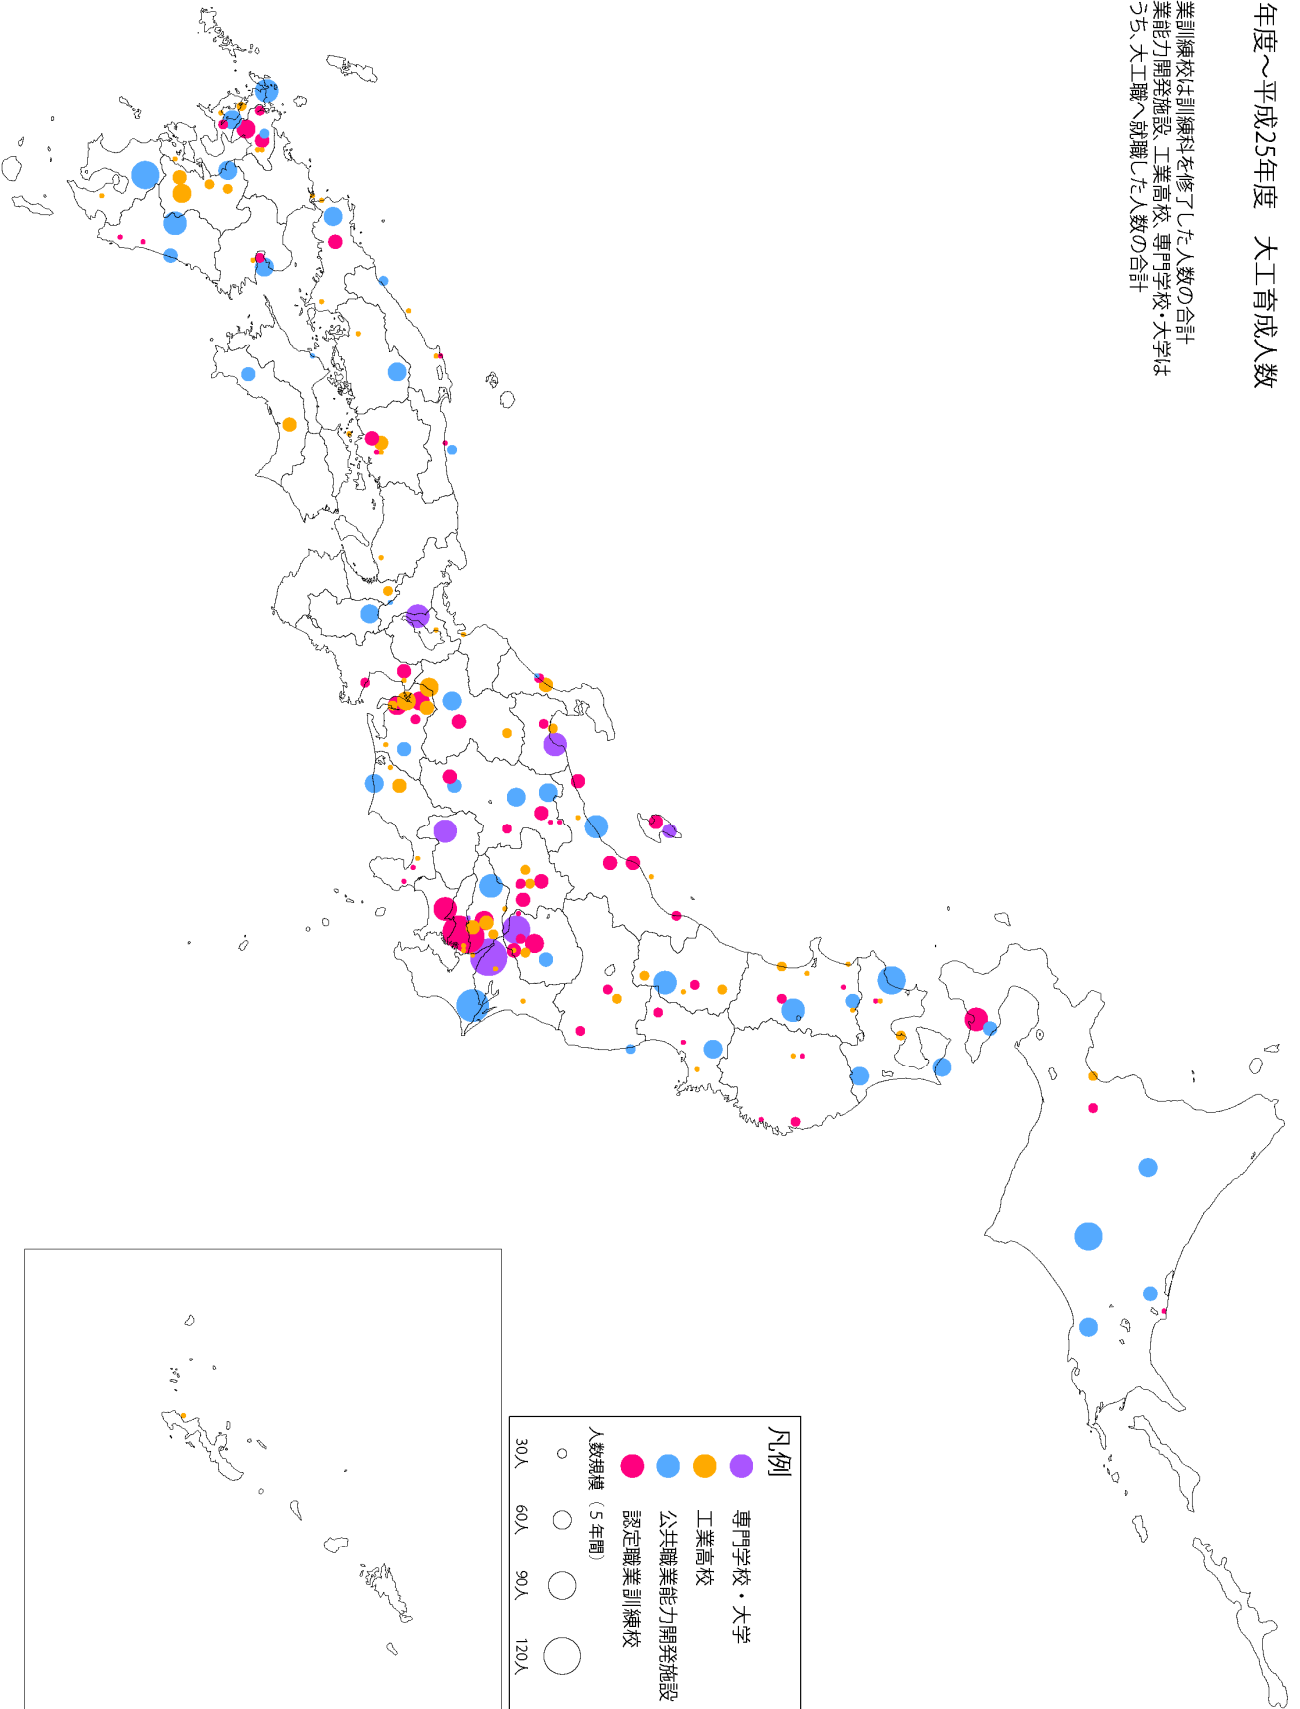 年度～平成25年度　大工育成人数
業訓練校は訓練科を修了した人数の合計
業能力開発施設、工業高校、専門学校・大学は
うち、大工職へ就職した人数の合計
凡例
専門学校・大学
工業高校
公共職業能力開発施設
認定職業訓練校
人数規模（５年間）
30人
60人
90人
120人